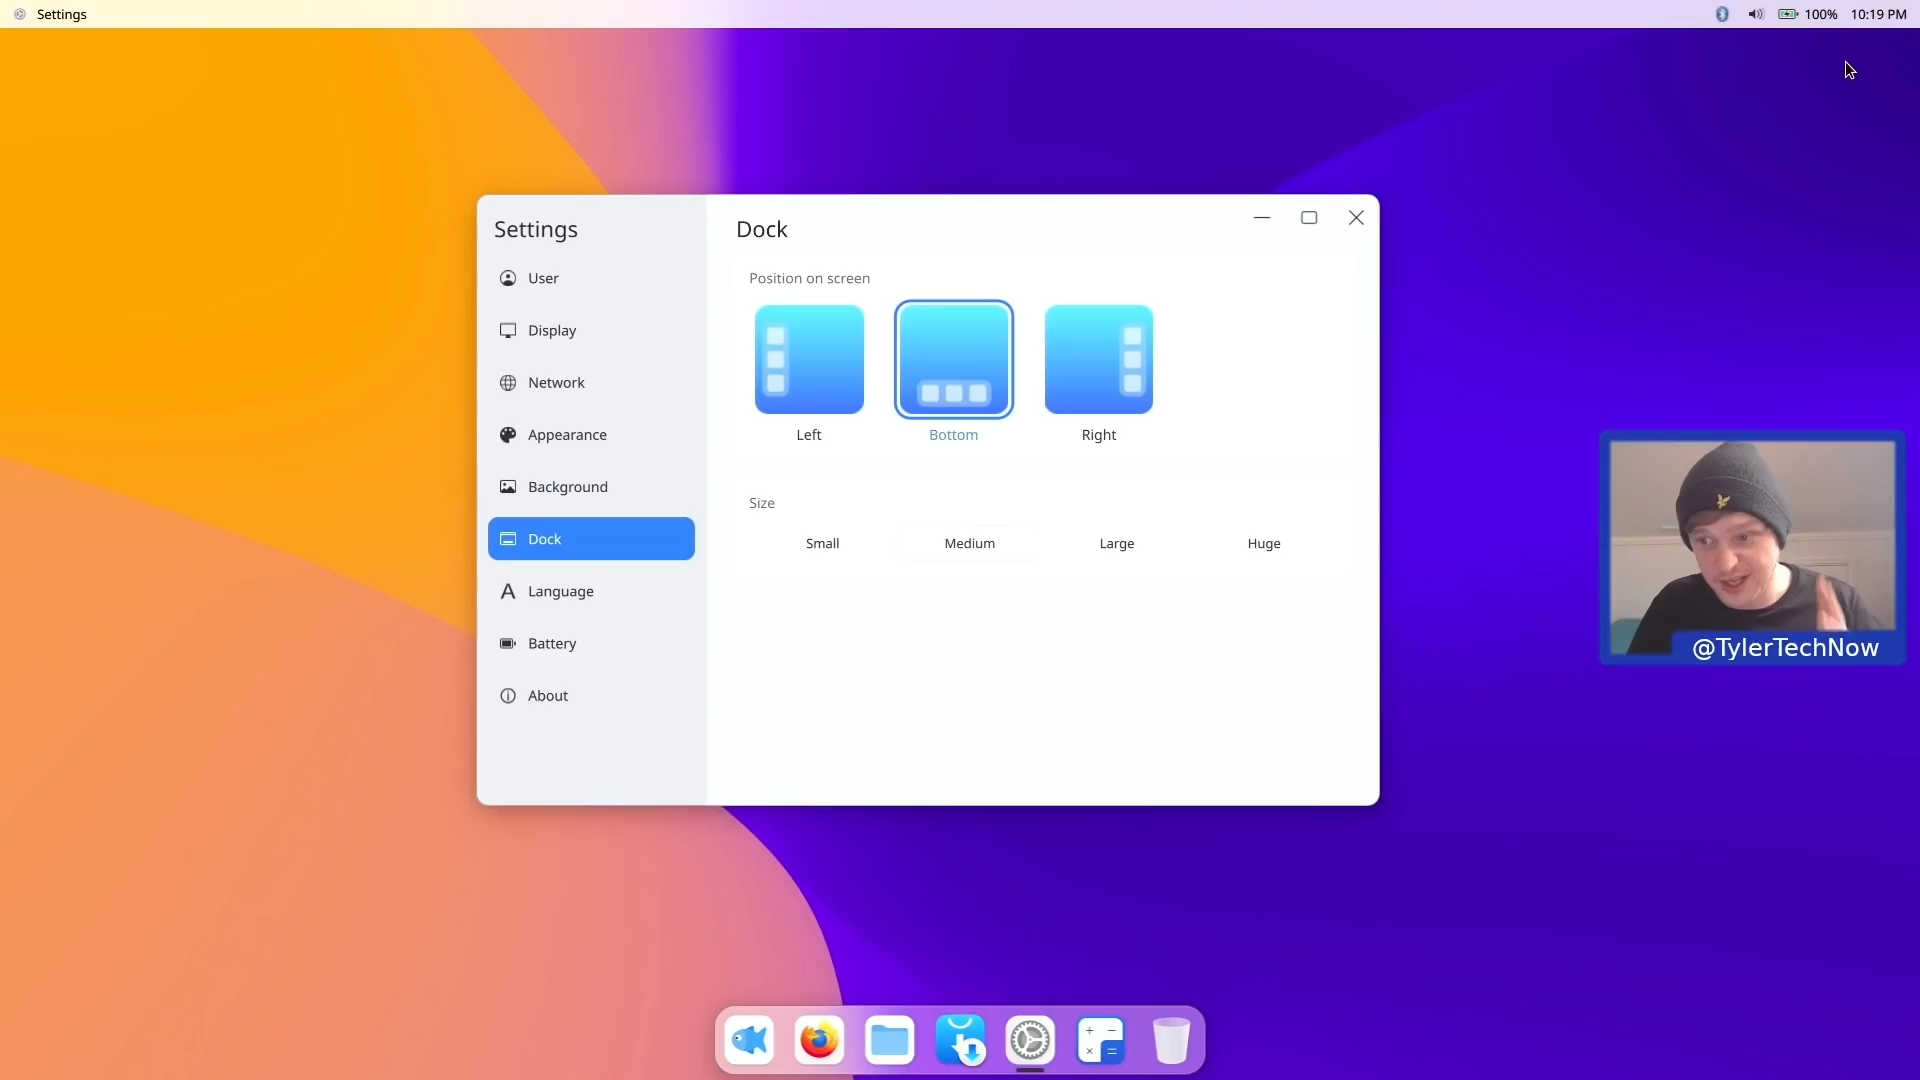 Settings
100%
10:19 PM
Settings
User
Display
Network
Appearance
Background
Dock
Language
Battery
About
Dock
Position on screen
Left
Bottom
Right
Size
Small
Medium
Large
Huge
@TylerTechNow